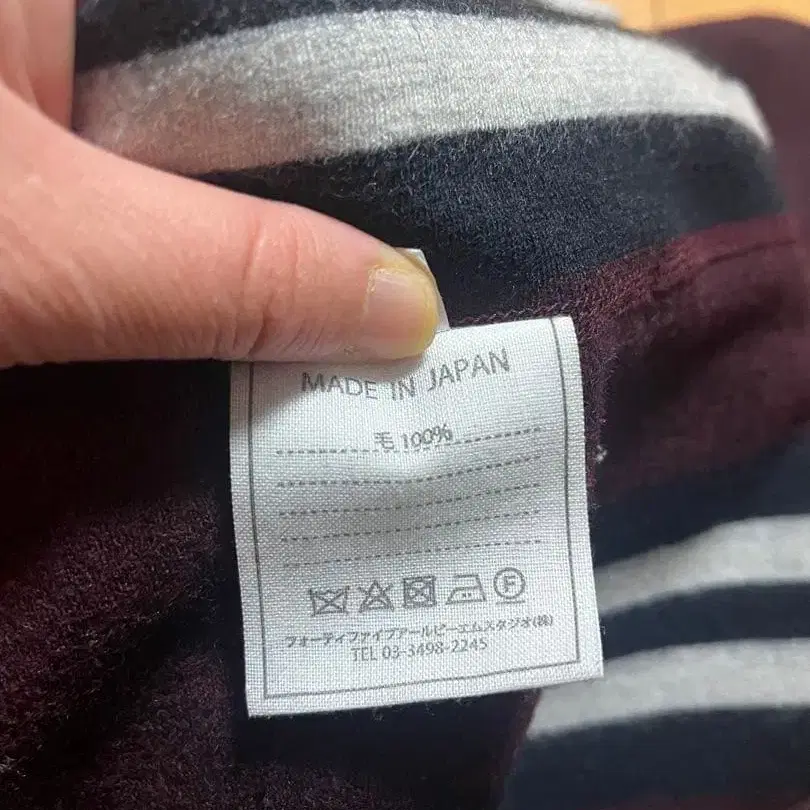 MADE IN JAPAN
毛 100%
F
フォーティファイブアールピーエムスタジオ(株)
TEL 03-3498-2245